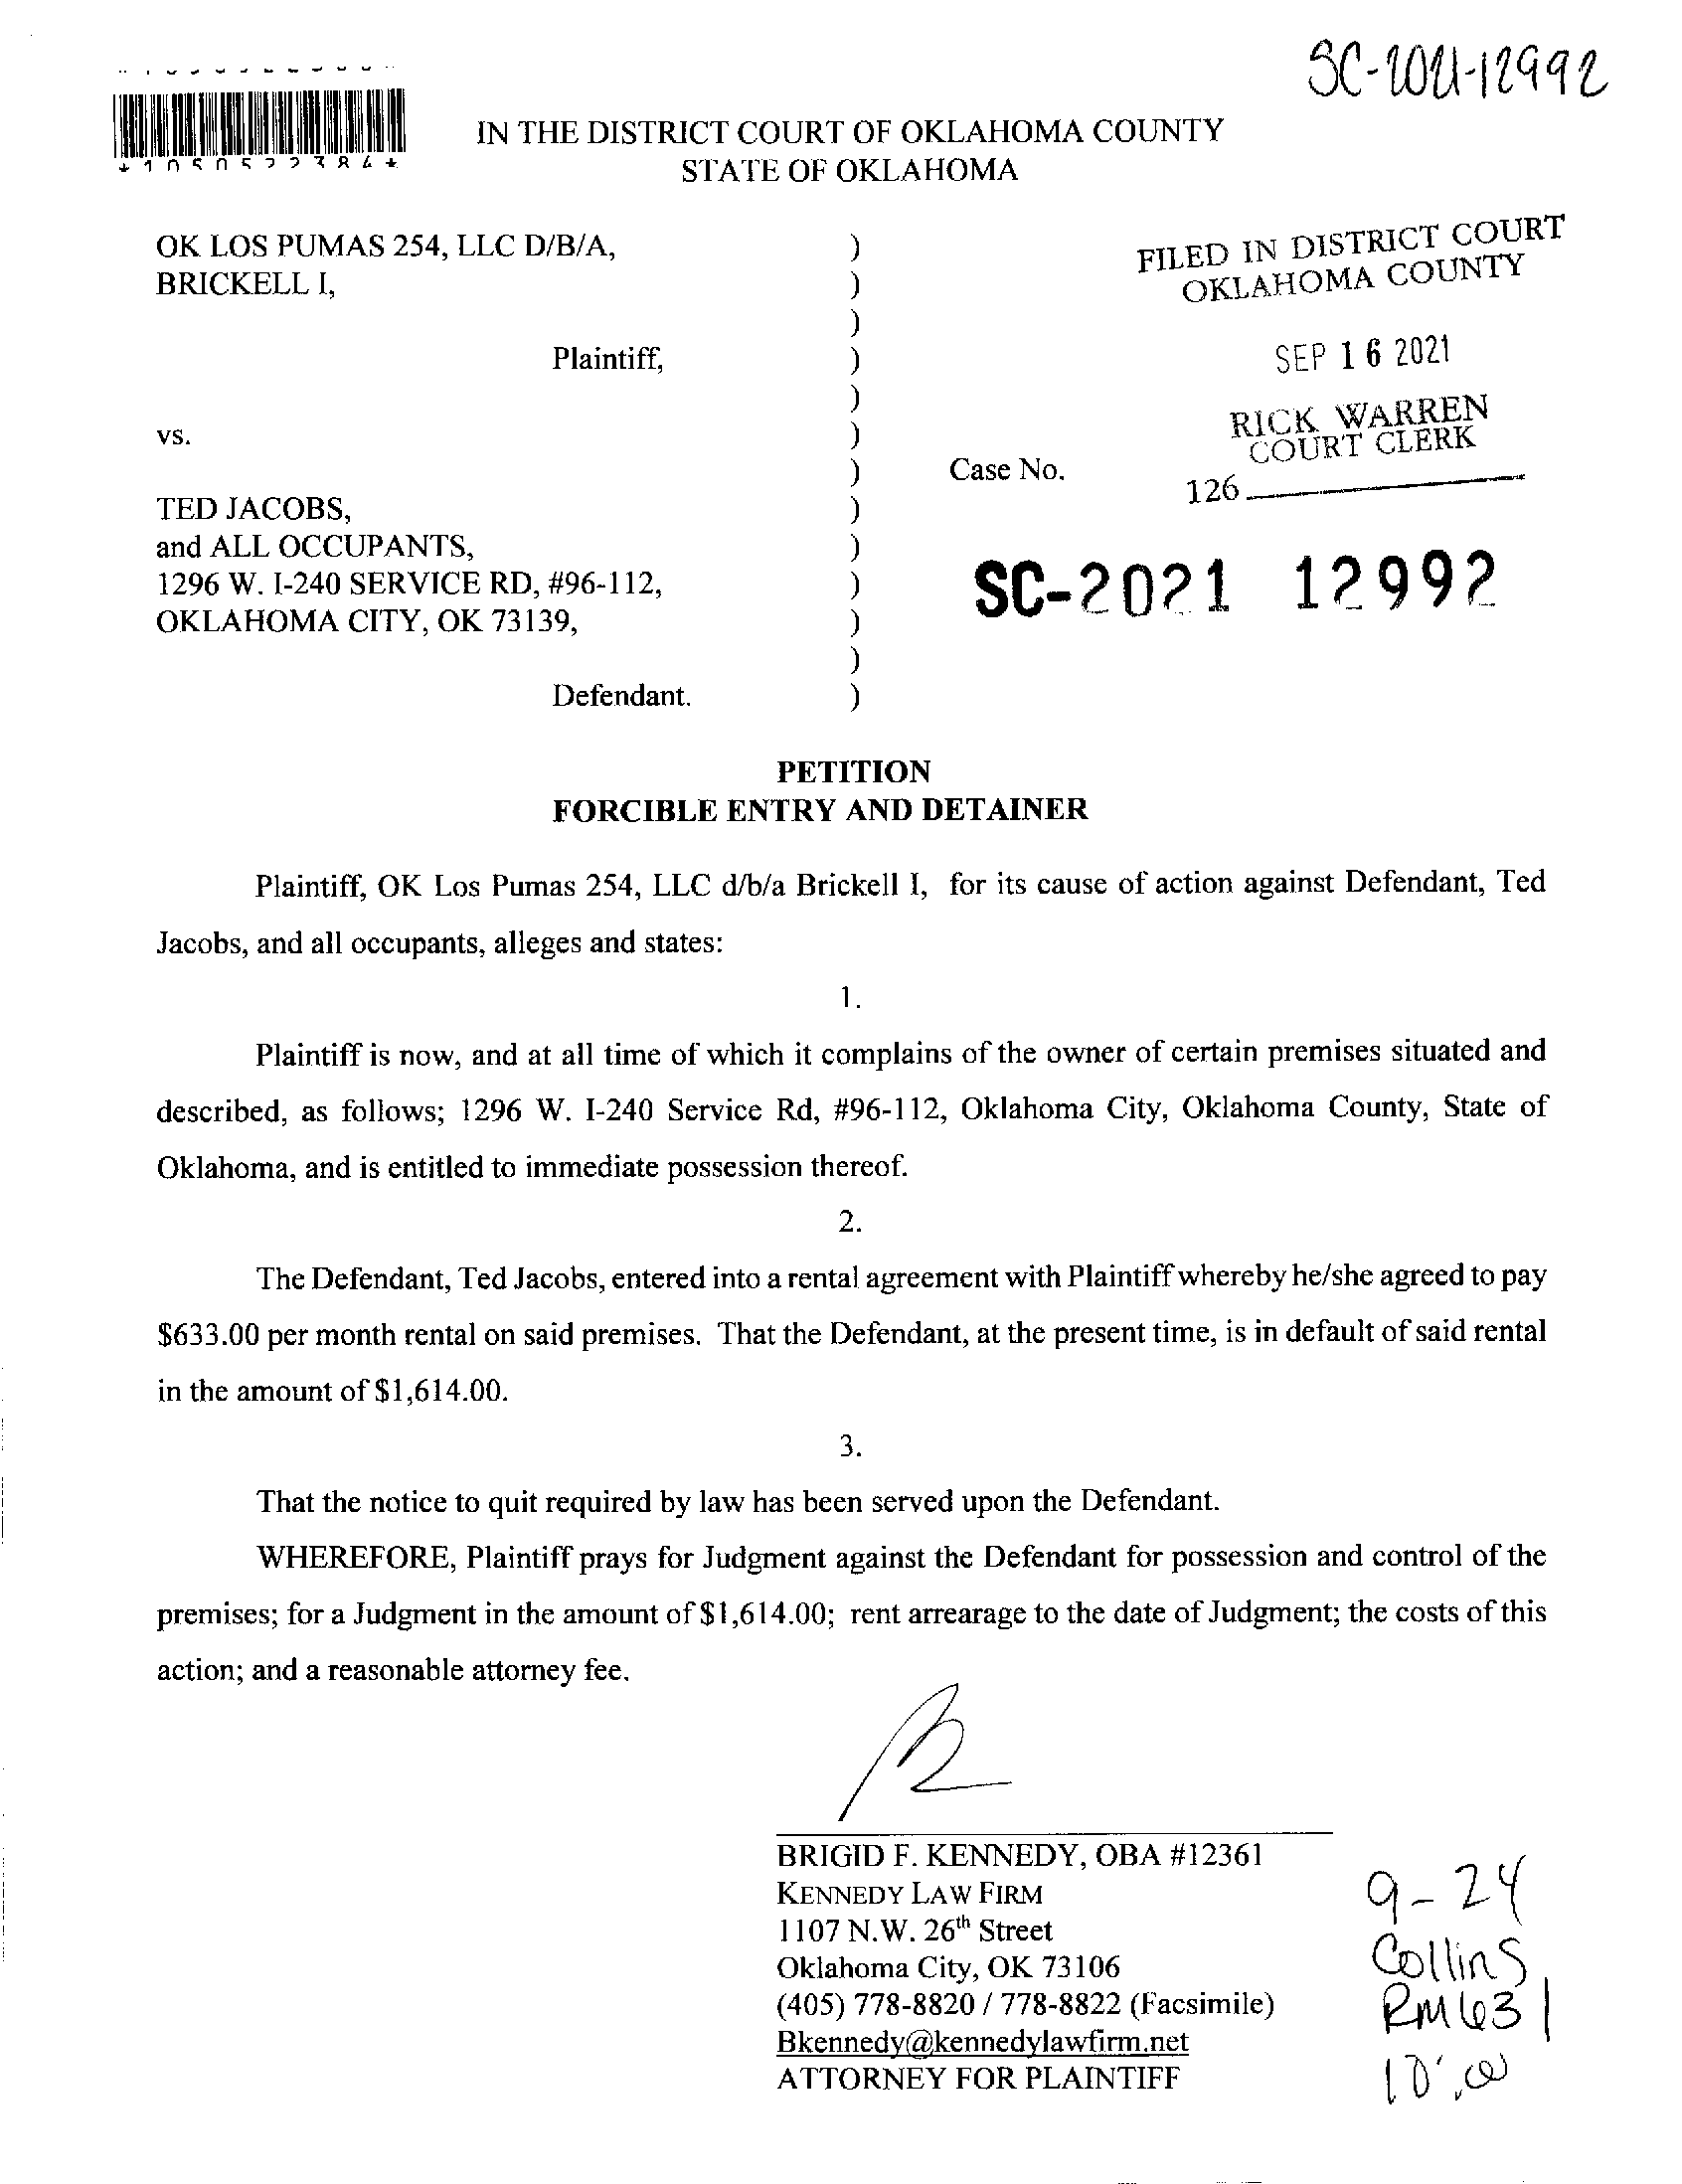 SC-2021-12992
*1050522384*
IN THE DISTRICT COURT OF OKLAHOMA COUNTY
STATE OF OKLAHOMA
OK LOS PUMAS 254, LLC D/B/A, )
BRICKELL I, )
)
Plaintiff, )
)
vs. )
)
TED JACOBS, )
and ALL OCCUPANTS, )
1296 W. I-240 SERVICE RD, #96-112, )
OKLAHOMA CITY, OK 73139, )
)
Defendant. )
FILED IN DISTRICT COURT
OKLAHOMA COUNTY
SEP 16 2021
RICK WARREN
COURT CLERK
Case No.
126
SC-2021 12992
PETITION
FORCIBLE ENTRY AND DETAINER
Plaintiff, OK Los Pumas 254, LLC d/b/a Brickell I, for its cause of action against Defendant, Ted
Jacobs, and all occupants, alleges and states:
1.
Plaintiff is now, and at all time of which it complains of the owner of certain premises situated and
described, as follows; 1296 W. I-240 Service Rd, #96-112, Oklahoma City, Oklahoma County, State of
Oklahoma, and is entitled to immediate possession thereof.
2.
The Defendant, Ted Jacobs, entered into a rental agreement with Plaintiff whereby he/she agreed to pay
$633.00 per month rental on said premises. That the Defendant, at the present time, is in default of said rental
in the amount of $1,614.00.
3.
That the notice to quit required by law has been served upon the Defendant.
WHEREFORE, Plaintiff prays for Judgment against the Defendant for possession and control of the
premises; for a Judgment in the amount of $1,614.00; rent arrearage to the date of Judgment; the costs of this
action; and a reasonable attorney fee.
BRIGID F. KENNEDY, OBA #12361
KENNEDY LAW FIRM
1107 N.W. 26th Street
Oklahoma City, OK 73106
(405) 778-8820 / 778-8822 (Facsimile)
Bkennedy@kennedylawfirm.net
ATTORNEY FOR PLAINTIFF
9-24
Collins
RM 631
10:00